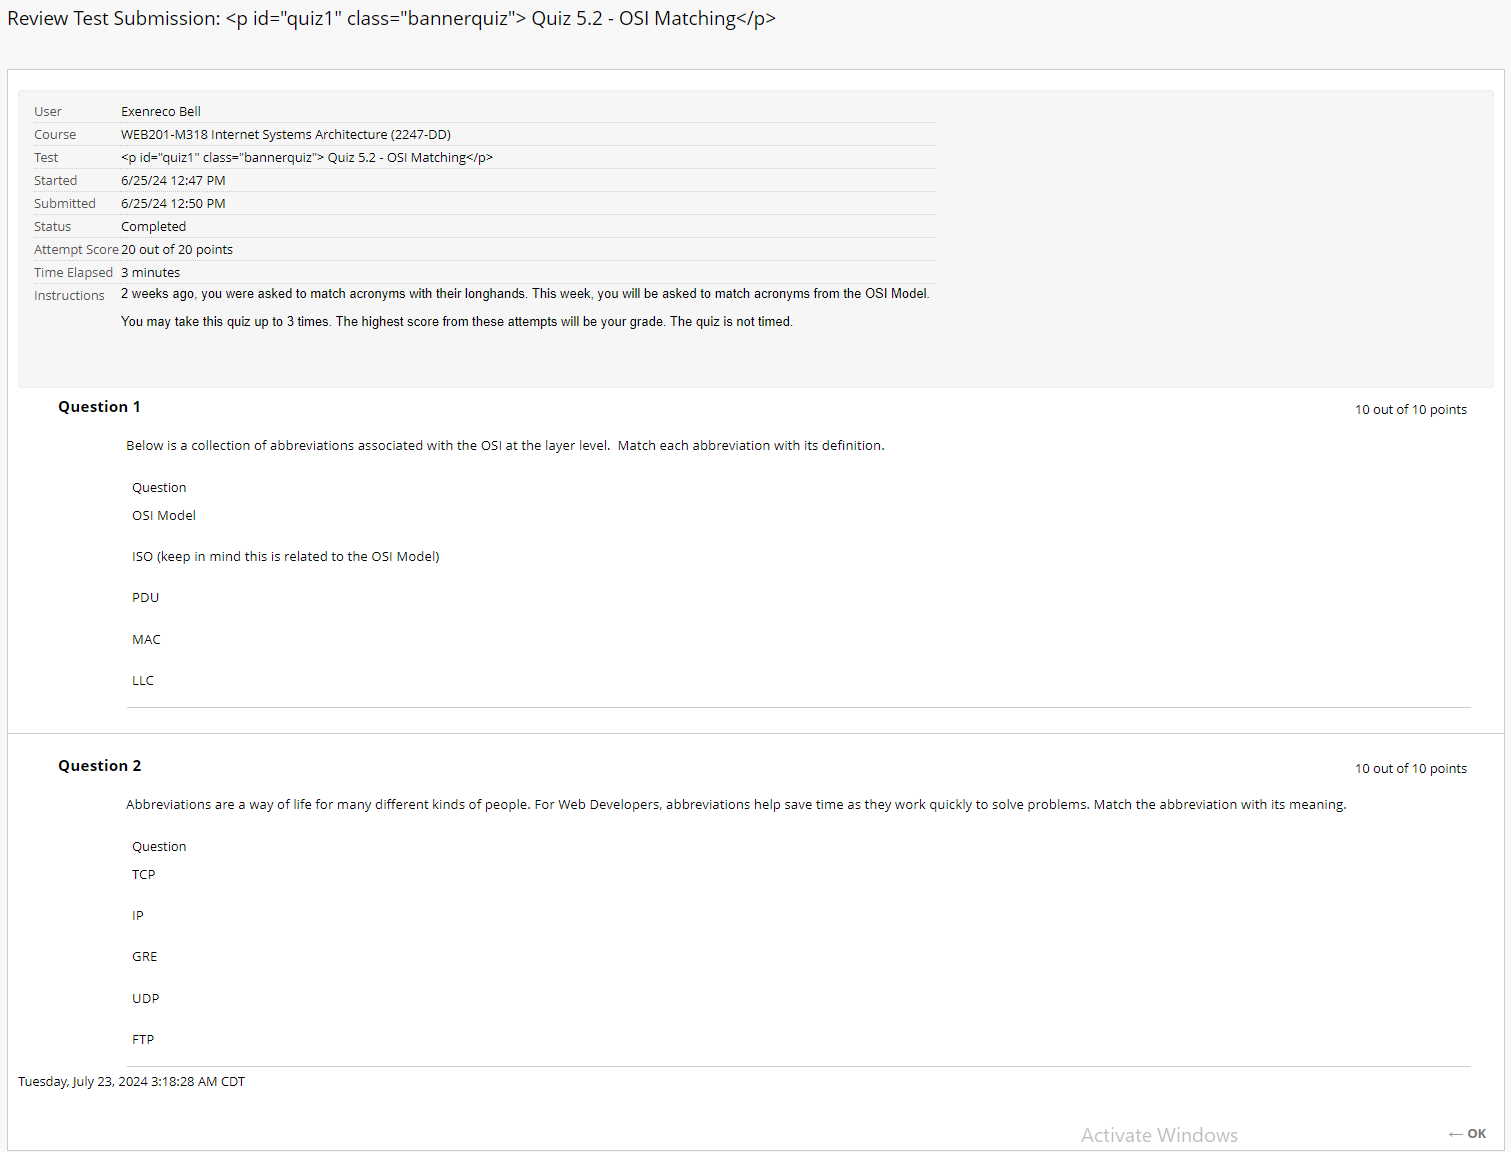 Review Test Submission: <p id="quiz1" class="bannerquiz"> Quiz 5.2 - OSI Matching</p>
User Exenreco Bell
Course WEB201-M318 Internet Systems Architecture (2247-DD)
Test <p id="quiz1" class="bannerquiz"> Quiz 5.2 - OSI Matching</p>
Started 6/25/24 12:47 PM
Submitted 6/25/24 12:50 PM
Status Completed
Attempt Score 20 out of 20 points
Time Elapsed 3 minutes
Instructions 2 weeks ago, you were asked to match acronyms with their longhands. This week, you will be asked to match acronyms from the OSI Model.
You may take this quiz up to 3 times. The highest score from these attempts will be your grade. The quiz is not timed.
Question 1 10 out of 10 points
Below is a collection of abbreviations associated with the OSI at the layer level.  Match each abbreviation with its definition.
Question
OSI Model
ISO (keep in mind this is related to the OSI Model)
PDU
MAC
LLC
Question 2 10 out of 10 points
Abbreviations are a way of life for many different kinds of people. For Web Developers, abbreviations help save time as they work quickly to solve problems. Match the abbreviation with its meaning.
Question
TCP
IP
GRE
UDP
FTP
Tuesday, July 23, 2024 3:18:28 AM CDT
Activate Windows
← OK